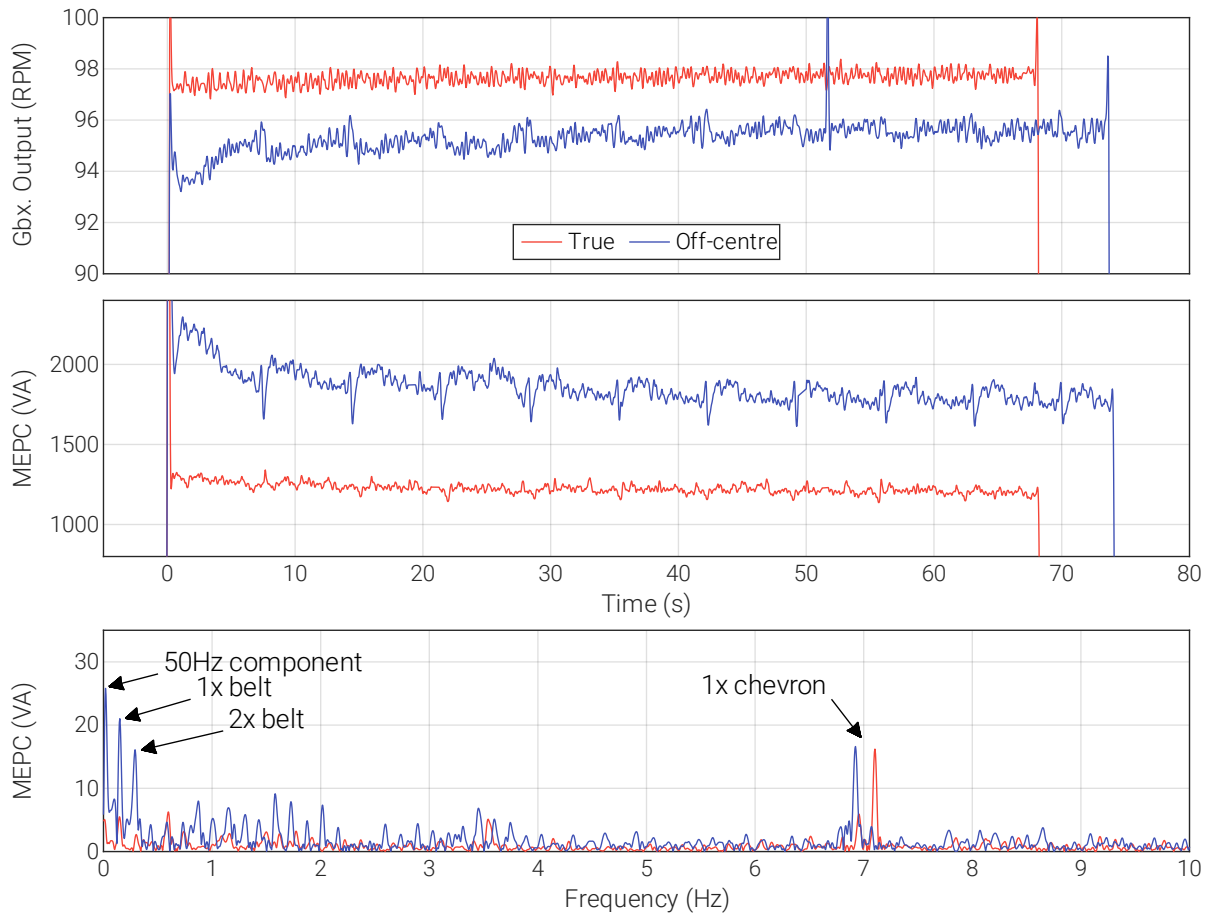 100
98
96
94
92
90
Gbx. Output (RPM)
True Off-centre
2000
1500
1000
MEPC (VA)
0 10 20 30 40 50 60 70 80
Time (s)
30
20
10
0
MEPC (VA)
50Hz component
1x belt
2x belt
1x chevron
0 1 2 3 4 5 6 7 8 9 10
Frequency (Hz)